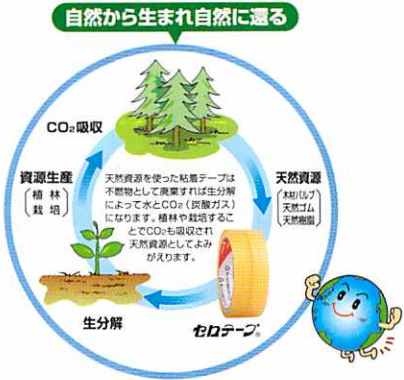 自然から生まれ自然に還る
CO₂吸収
資源生産
植林
栽培
天然資源を使った粘着テープは
不燃物として廃棄すれば生分解
によって水とCO₂(炭酸ガス)
になります。植林や栽培するこ
とでCO₂も吸収され
天然資源としてよみ
がえります。
天然資源
木材パルプ
天然ゴム
天然樹脂
生分解
セロテープ®